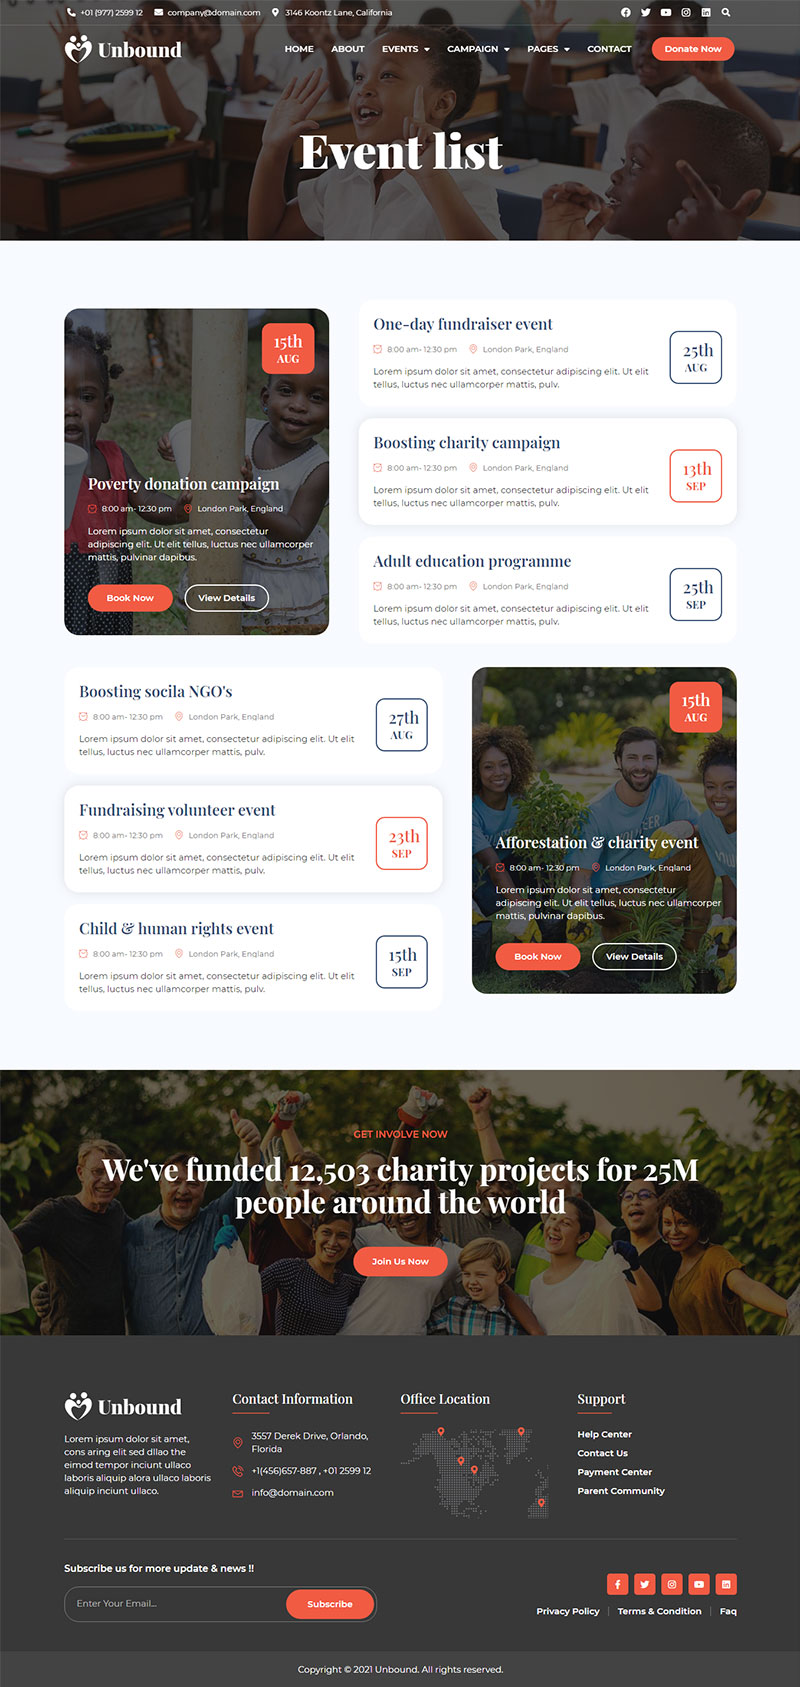 +01 (977) 2599 12 company@domain.com 3146 Koontz Lane, California
Unbound HOME ABOUT EVENTS CAMPAIGN PAGES CONTACT Donate Now
Event list
15th
AUG
Poverty donation campaign
8:00 am- 12:30 pm London Park, England
Lorem ipsum dolor sit amet, consectetur
adipiscing elit. Ut elit tellus, luctus nec ullamcorper
mattis, pulvinar dapibus.
Book Now View Details
One-day fundraiser event
8:00 am- 12:30 pm London Park, England
Lorem ipsum dolor sit amet, consectetur adipiscing elit. Ut elit
tellus, luctus nec ullamcorper mattis, pulv.
25th
AUG
Boosting charity campaign
8:00 am- 12:30 pm London Park, England
Lorem ipsum dolor sit amet, consectetur adipiscing elit. Ut elit
tellus, luctus nec ullamcorper mattis, pulv.
13th
SEP
Adult education programme
8:00 am- 12:30 pm London Park, England
Lorem ipsum dolor sit amet, consectetur adipiscing elit. Ut elit
tellus, luctus nec ullamcorper mattis, pulv.
25th
SEP
Boosting socila NGO's
8:00 am- 12:30 pm London Park, England
Lorem ipsum dolor sit amet, consectetur adipiscing elit. Ut elit
tellus, luctus nec ullamcorper mattis, pulv.
27th
AUG
Fundraising volunteer event
8:00 am- 12:30 pm London Park, England
Lorem ipsum dolor sit amet, consectetur adipiscing elit. Ut elit
tellus, luctus nec ullamcorper mattis, pulv.
23th
SEP
Child & human rights event
8:00 am- 12:30 pm London Park, England
Lorem ipsum dolor sit amet, consectetur adipiscing elit. Ut elit
tellus, luctus nec ullamcorper mattis, pulv.
15th
SEP
15th
AUG
VOLUNTEER
Afforestation & charity event
8:00 am- 12:30 pm London Park, England
Lorem ipsum dolor sit amet, consectetur
adipiscing elit. Ut elit tellus, luctus nec ullamcorper
mattis, pulvinar dapibus.
Book Now View Details
GET INVOLVE NOW
We've funded 12,503 charity projects for 25M
people around the world
Join Us Now
Unbound
Lorem ipsum dolor sit amet,
cons aring elit sed dllao the
eimod tempor inciunt ullaco
laboris aliquip alora ullaco laboris
aliquip inciunt ullaco.
Contact Information
3557 Derek Drive, Orlando,
Florida
+1(456)657-887 , +01 2599 12
info@domain.com
Office Location
Support
Help Center
Contact Us
Payment Center
Parent Community
Subscribe us for more update & news !!
Enter Your Email... Subscribe
Privacy Policy | Terms & Condition | Faq
Copyright © 2021 Unbound. All rights reserved.